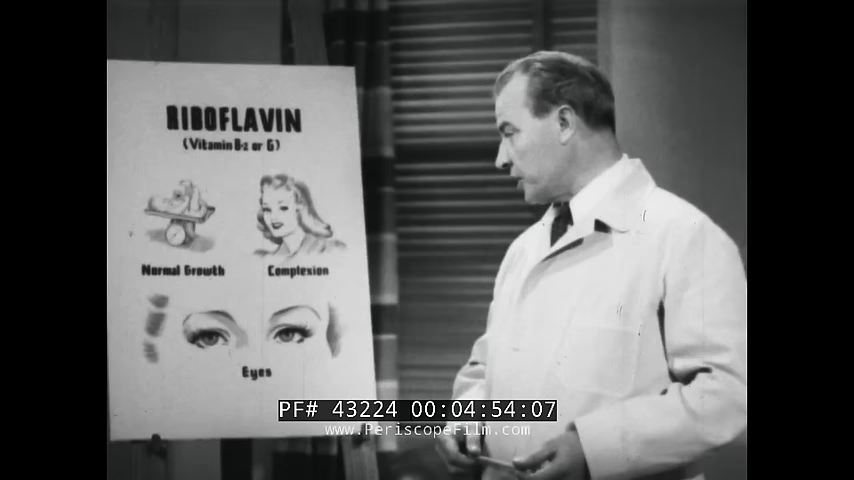 RIBOFLAVIN
(Vitamin B-2 or G)
Normal Growth
Complexion
Eyes
PF# 43224 00:04:54:07
www.PeriscopeFilm.com